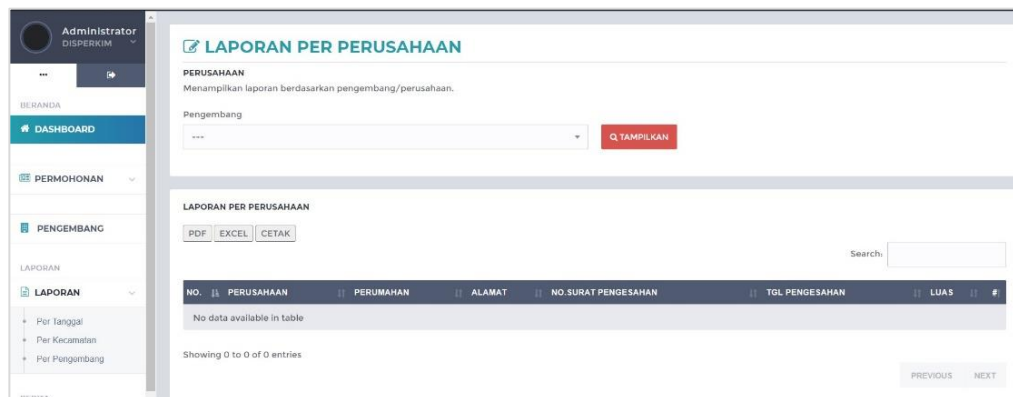 Administrator
DISPERKIM
BERANDA
DASHBOARD
PERMOHONAN
PENGEMBANG
LAPORAN
LAPORAN
Per Tanggal
Per Kecamatan
Per Pengembang
LAPORAN PER PERUSAHAAN
PERUSAHAAN
Menampilkan laporan berdasarkan pengembang/perusahaan.
Pengembang
---
TAMPILKAN
LAPORAN PER PERUSAHAAN
PDF EXCEL CETAK
Search:
NO. PERUSAHAAN PERUMAHAN ALAMAT NO.SURAT PENGESAHAN TGL PENGESAHAN LUAS #
No data available in table
Showing 0 to 0 of 0 entries
PREVIOUS NEXT